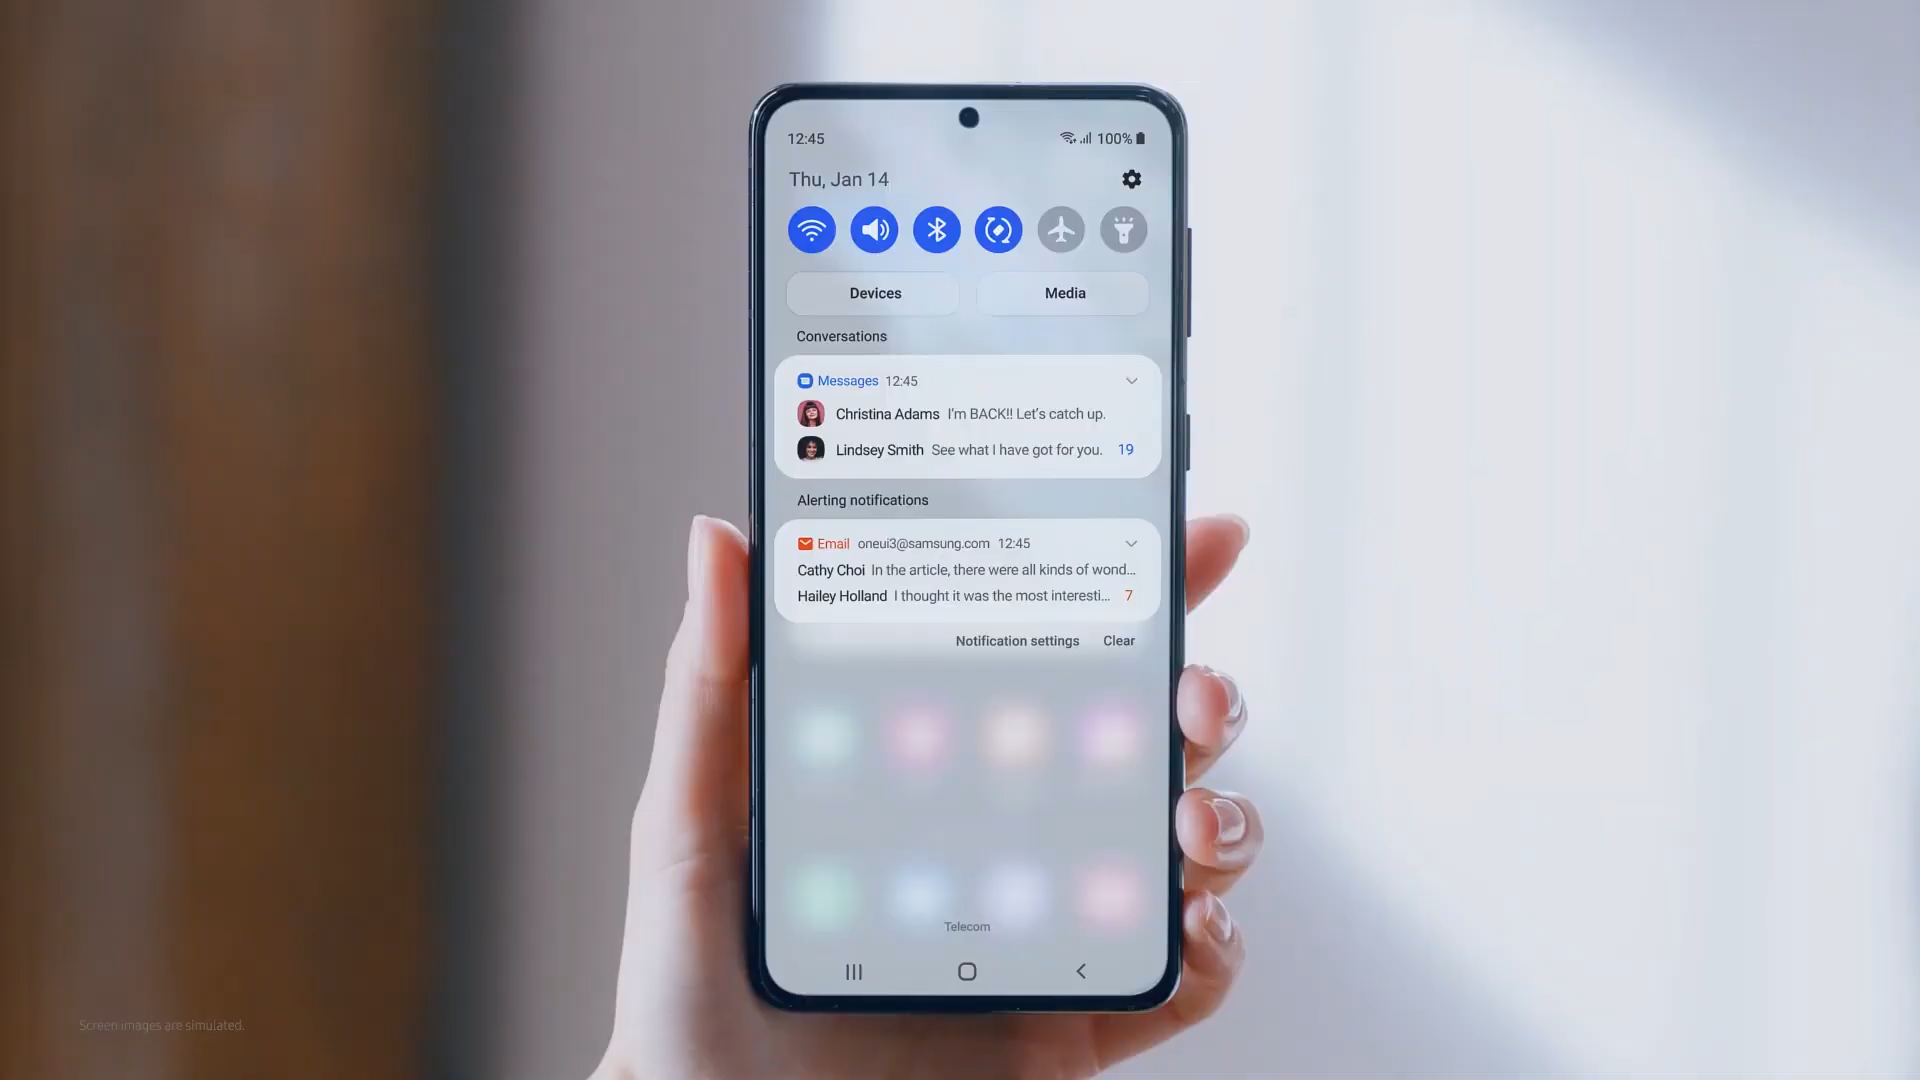 12:45 100%
Thu, Jan 14
Devices Media
Conversations
Messages 12:45
Christina Adams I'm BACK!! Let's catch up.
Lindsey Smith See what I have got for you. 19
Alerting notifications
Email oneui3@samsung.com 12:45
Cathy Choi In the article, there were all kinds of wond...
Hailey Holland I thought it was the most interesti... 7
Notification settings Clear
Telecom
Screen images are simulated.